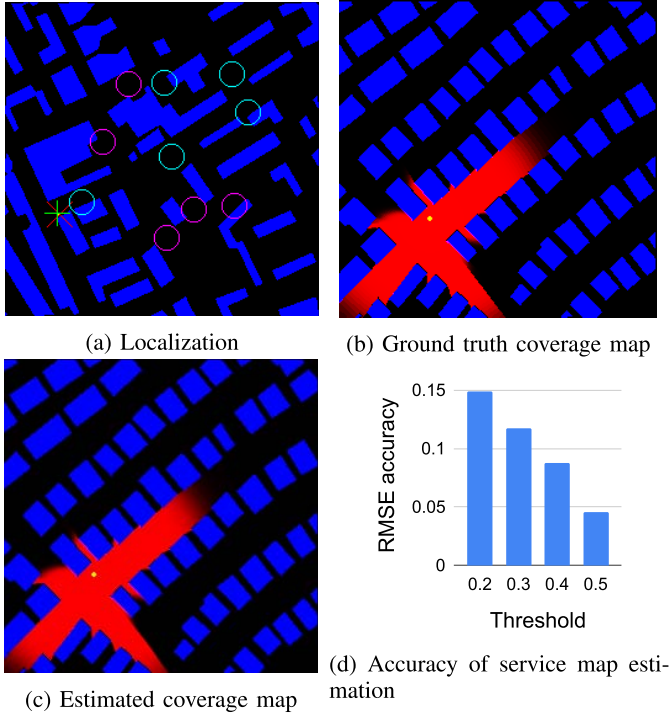 (a) Localization
(b) Ground truth coverage map
(c) Estimated coverage map
0.15
0.1
0.05
0
RMSE accuracy
0.2 0.3 0.4 0.5
Threshold
(d) Accuracy of service map esti-
mation